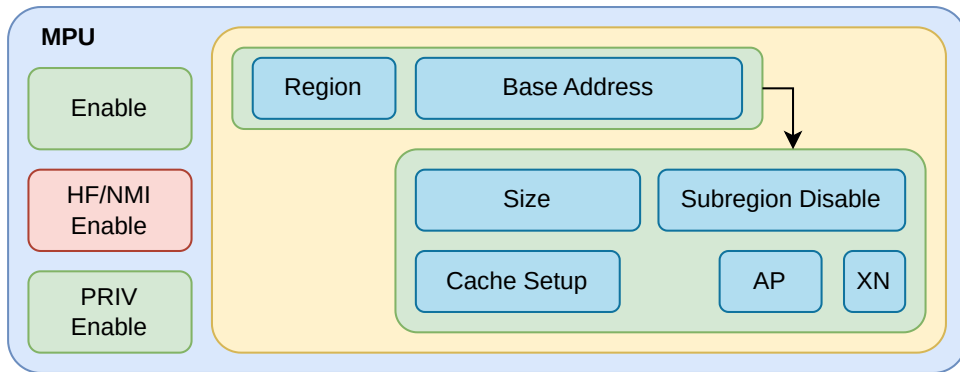 MPU
Enable
HF/NMI
Enable
PRIV
Enable
Region
Base Address
Size
Subregion Disable
Cache Setup
AP
XN